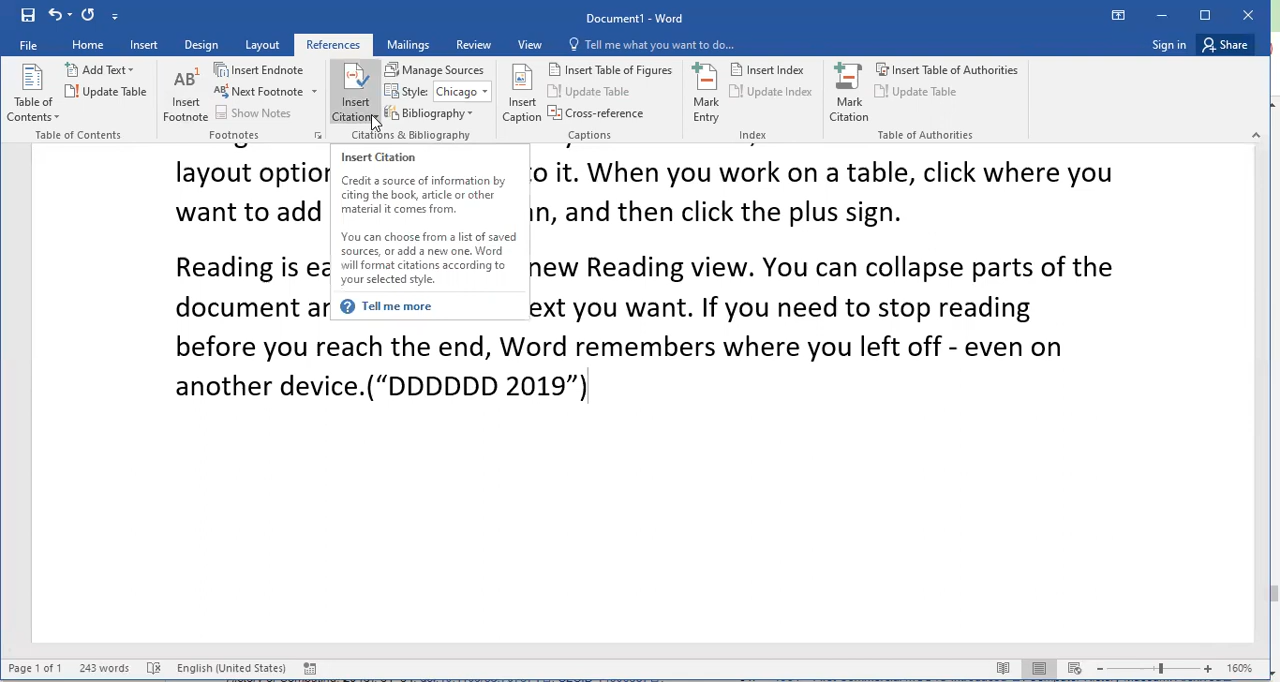 Document1 - Word
File Home Insert Design Layout References Mailings Review View Tell me what you want to do... Sign in Share
Table of Contents
Add Text
Update Table
Table of Contents
AB¹
Insert Footnote
Insert Endnote
Next Footnote
Show Notes
Footnotes
Insert Citation
Manage Sources
Style: Chicago
Bibliography
Citations & Bibliography
Insert Caption
Insert Table of Figures
Update Table
Cross-reference
Captions
Mark Entry
Insert Index
Update Index
Index
Mark Citation
Insert Table of Authorities
Update Table
Table of Authorities
Insert Citation
Credit a source of information by
citing the book, article or other
material it comes from.
You can choose from a list of saved
sources, or add a new one. Word
will format citations according to
your selected style.
Tell me more
layout to it. When you work on a table, click where you
want to add and then click the plus sign.
Reading is new Reading view. You can collapse parts of the
document you want. If you need to stop reading
before you reach the end, Word remembers where you left off - even on
another device.(“DDDDDD 2019”)
Page 1 of 1 243 words English (United States) 160%